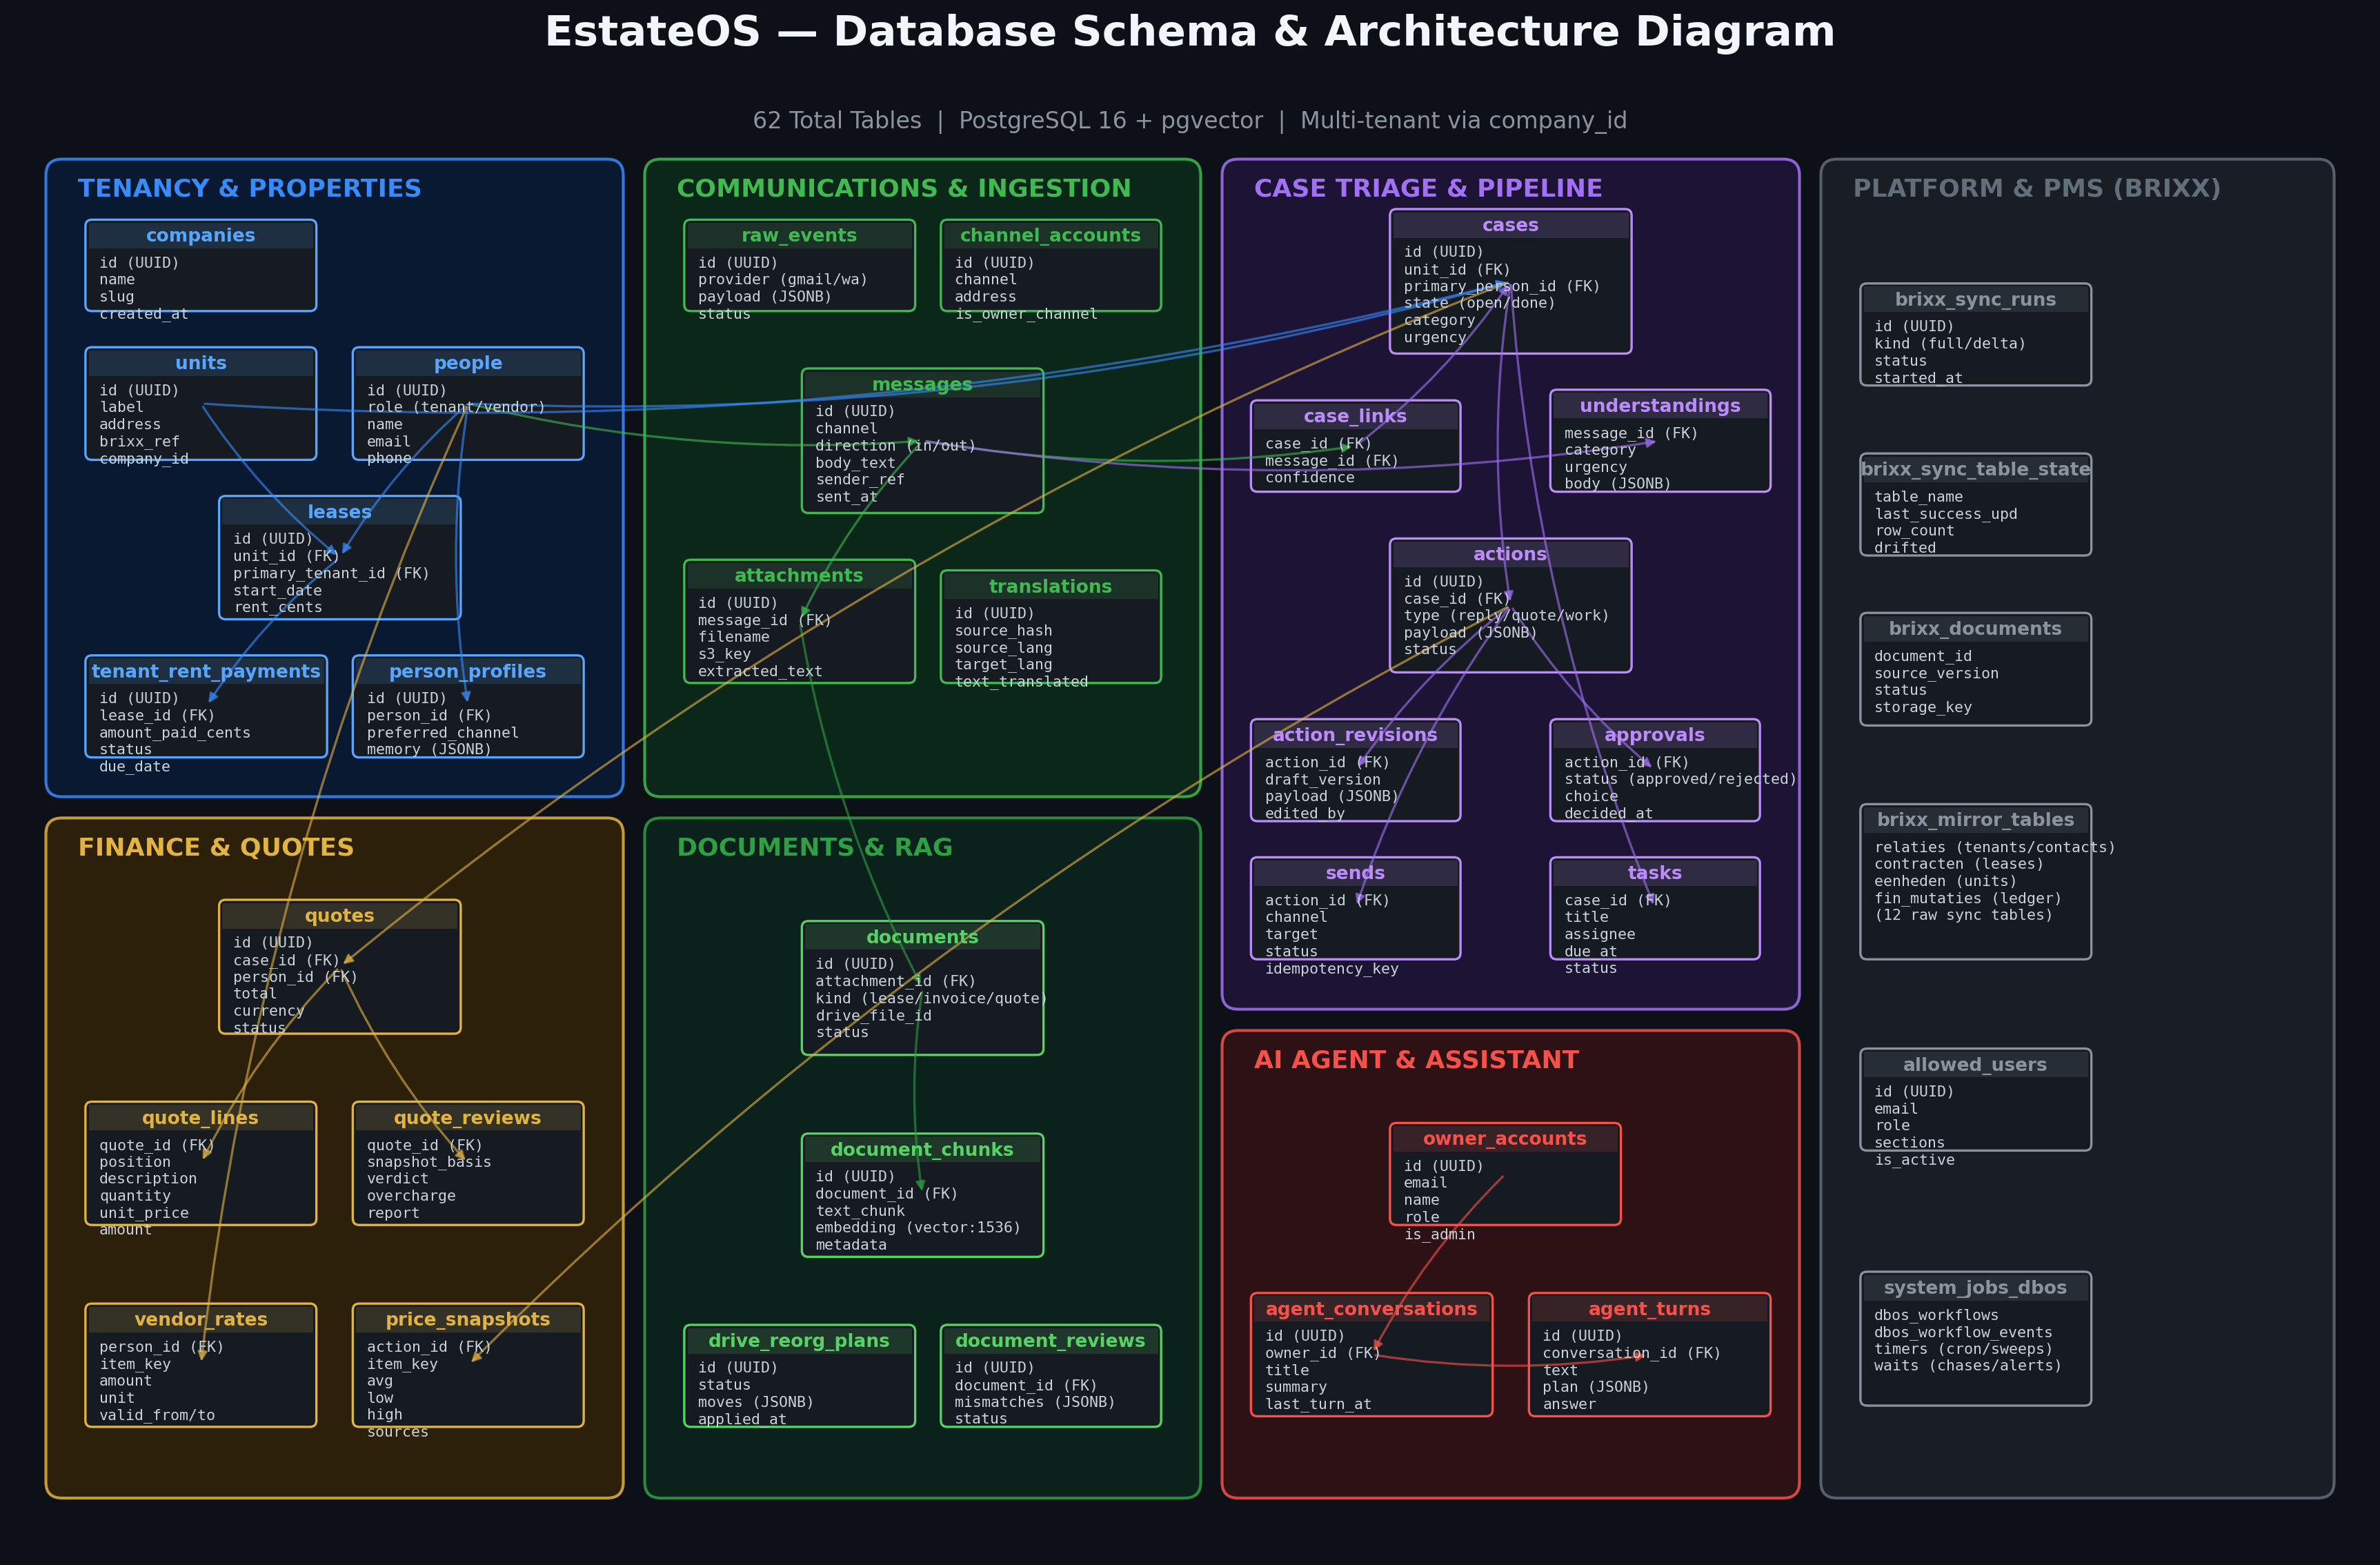 EstateOS — Database Schema & Architecture Diagram
62 Total Tables | PostgreSQL 16 + pgvector | Multi-tenant via company_id
TENANCY & PROPERTIES
companies
id (UUID)
name
slug
created_at
units
id (UUID)
label
address
brixx_ref
company_id
people
id (UUID)
role (tenant/vendor)
name
email
phone
leases
id (UUID)
unit_id (FK)
primary_tenant_id (FK)
start_date
rent_cents
tenant_rent_payments
id (UUID)
lease_id (FK)
amount_paid_cents
status
due_date
person_profiles
id (UUID)
person_id (FK)
preferred_channel
memory (JSONB)
COMMUNICATIONS & INGESTION
raw_events
id (UUID)
provider (gmail/wa)
payload (JSONB)
status
channel_accounts
id (UUID)
channel
address
is_owner_channel
messages
id (UUID)
channel
direction (in/out)
body_text
sender_ref
sent_at
attachments
id (UUID)
message_id (FK)
filename
s3_key
extracted_text
translations
id (UUID)
source_hash
source_lang
target_lang
text_translated
CASE TRIAGE & PIPELINE
cases
id (UUID)
unit_id (FK)
primary_person_id (FK)
state (open/done)
category
urgency
case_links
case_id (FK)
message_id (FK)
confidence
understandings
message_id (FK)
category
urgency
body (JSONB)
actions
id (UUID)
case_id (FK)
type (reply/quote/work)
payload (JSONB)
status
action_revisions
action_id (FK)
draft_version
payload (JSONB)
edited_by
approvals
action_id (FK)
status (approved/rejected)
choice
decided_at
sends
action_id (FK)
channel
target
status
idempotency_key
tasks
case_id (FK)
title
assignee
due_at
status
PLATFORM & PMS (BRIXX)
brixx_sync_runs
id (UUID)
kind (full/delta)
status
started_at
brixx_sync_table_state
table_name
last_success_upd
row_count
drifted
brixx_documents
document_id
source_version
status
storage_key
brixx_mirror_tables
relaties (tenants/contacts)
contracten (leases)
eenheden (units)
fin_mutaties (ledger)
(12 raw sync tables)
allowed_users
id (UUID)
email
role
sections
is_active
system_jobs_dbos
dbos_workflows
dbos_workflow_events
timers (cron/sweeps)
waits (chases/alerts)
FINANCE & QUOTES
quotes
id (UUID)
case_id (FK)
person_id (FK)
total
currency
status
quote_lines
quote_id (FK)
position
description
quantity
unit_price
amount
quote_reviews
quote_id (FK)
snapshot_basis
verdict
overcharge
report
vendor_rates
person_id (FK)
item_key
amount
unit
valid_from/to
price_snapshots
action_id (FK)
item_key
avg
low
high
sources
DOCUMENTS & RAG
documents
id (UUID)
attachment_id (FK)
kind (lease/invoice/quote)
drive_file_id
status
document_chunks
id (UUID)
document_id (FK)
text_chunk
embedding (vector:1536)
metadata
drive_reorg_plans
id (UUID)
status
moves (JSONB)
applied_at
document_reviews
id (UUID)
document_id (FK)
mismatches (JSONB)
status
AI AGENT & ASSISTANT
owner_accounts
id (UUID)
email
name
role
is_admin
agent_conversations
id (UUID)
owner_id (FK)
title
summary
last_turn_at
agent_turns
id (UUID)
conversation_id (FK)
text
plan (JSONB)
answer